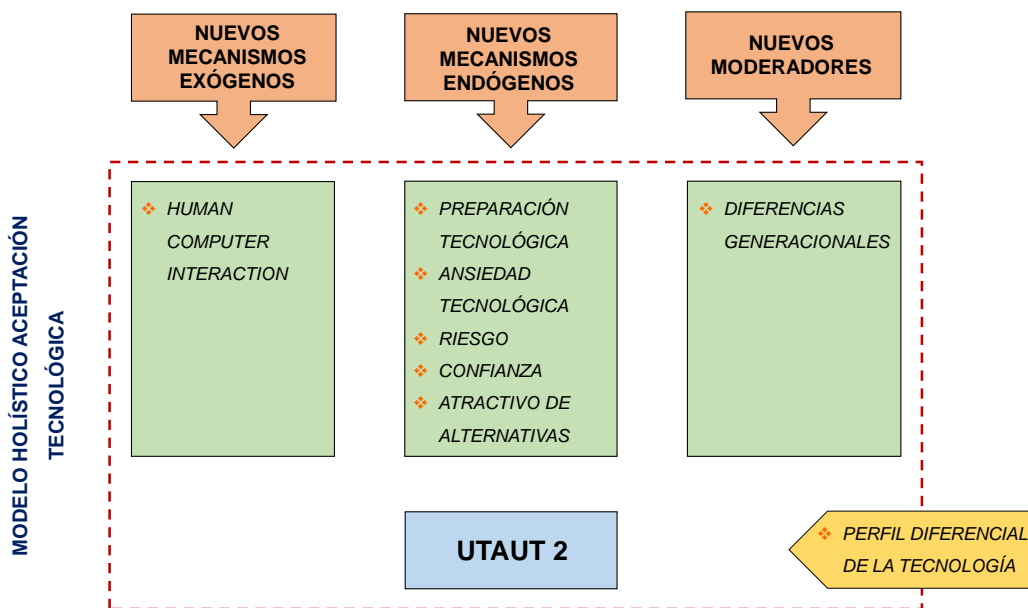 NUEVOS
MECANISMOS
EXÓGENOS
NUEVOS
MECANISMOS
ENDÓGENOS
NUEVOS
MODERADORES
MODELO HOLÍSTICO ACEPTACIÓN
TECNOLÓGICA
❖ HUMAN
COMPUTER
INTERACTION
❖ PREPARACIÓN
TECNOLÓGICA
❖ ANSIEDAD
TECNOLÓGICA
❖ RIESGO
❖ CONFIANZA
❖ ATRACTIVO DE
ALTERNATIVAS
❖ DIFERENCIAS
GENERACIONALES
UTAUT 2
❖ PERFIL DIFERENCIAL
DE LA TECNOLOGÍA